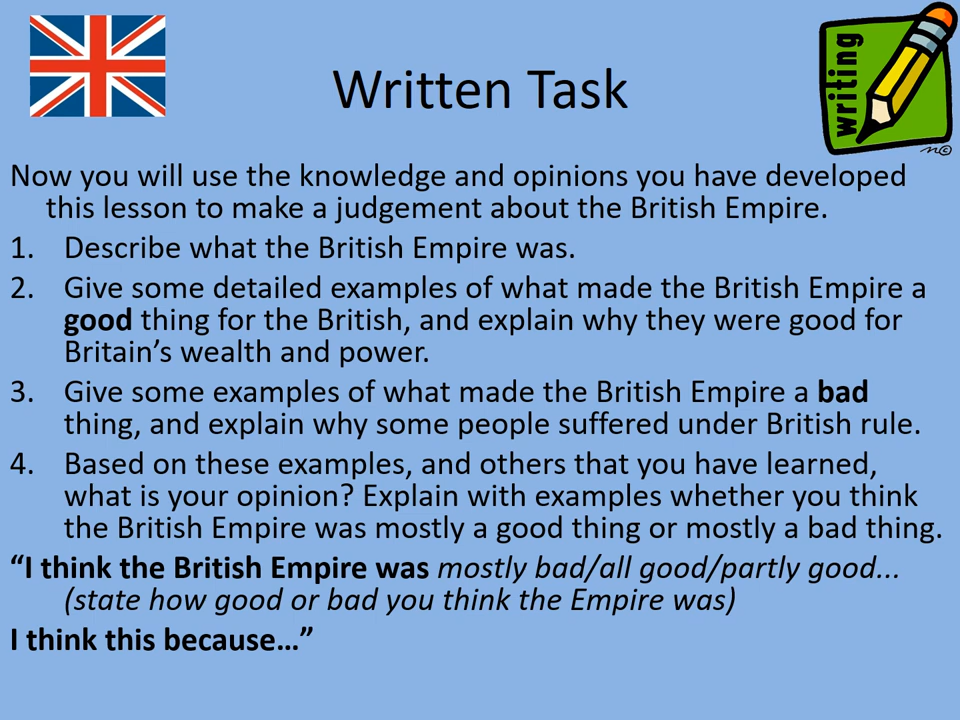 writing
Written Task
Now you will use the knowledge and opinions you have developed
this lesson to make a judgement about the British Empire.
1. Describe what the British Empire was.
2. Give some detailed examples of what made the British Empire a
good thing for the British, and explain why they were good for
Britain’s wealth and power.
3. Give some examples of what made the British Empire a bad
thing, and explain why some people suffered under British rule.
4. Based on these examples, and others that you have learned,
what is your opinion? Explain with examples whether you think
the British Empire was mostly a good thing or mostly a bad thing.
“I think the British Empire was mostly bad/all good/partly good...
(state how good or bad you think the Empire was)
I think this because…”